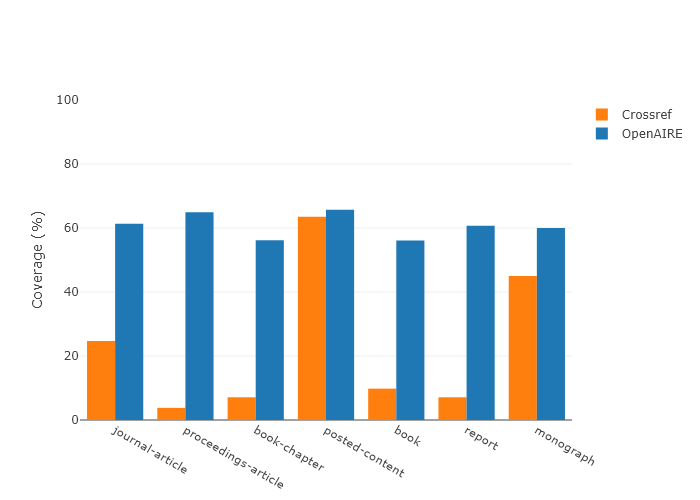 100
80
60
40
20
0
Coverage (%)
journal-article
proceedings-article
book-chapter
posted-content
book
report
monograph
Crossref
OpenAIRE